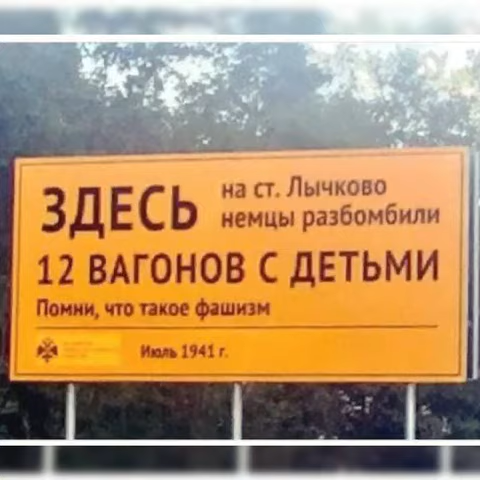 ЗДЕСЬ на ст. Лычково
немцы разбомбили
12 ВАГОНОВ С ДЕТЬМИ
Помни, что такое фашизм
Июль 1941 г.